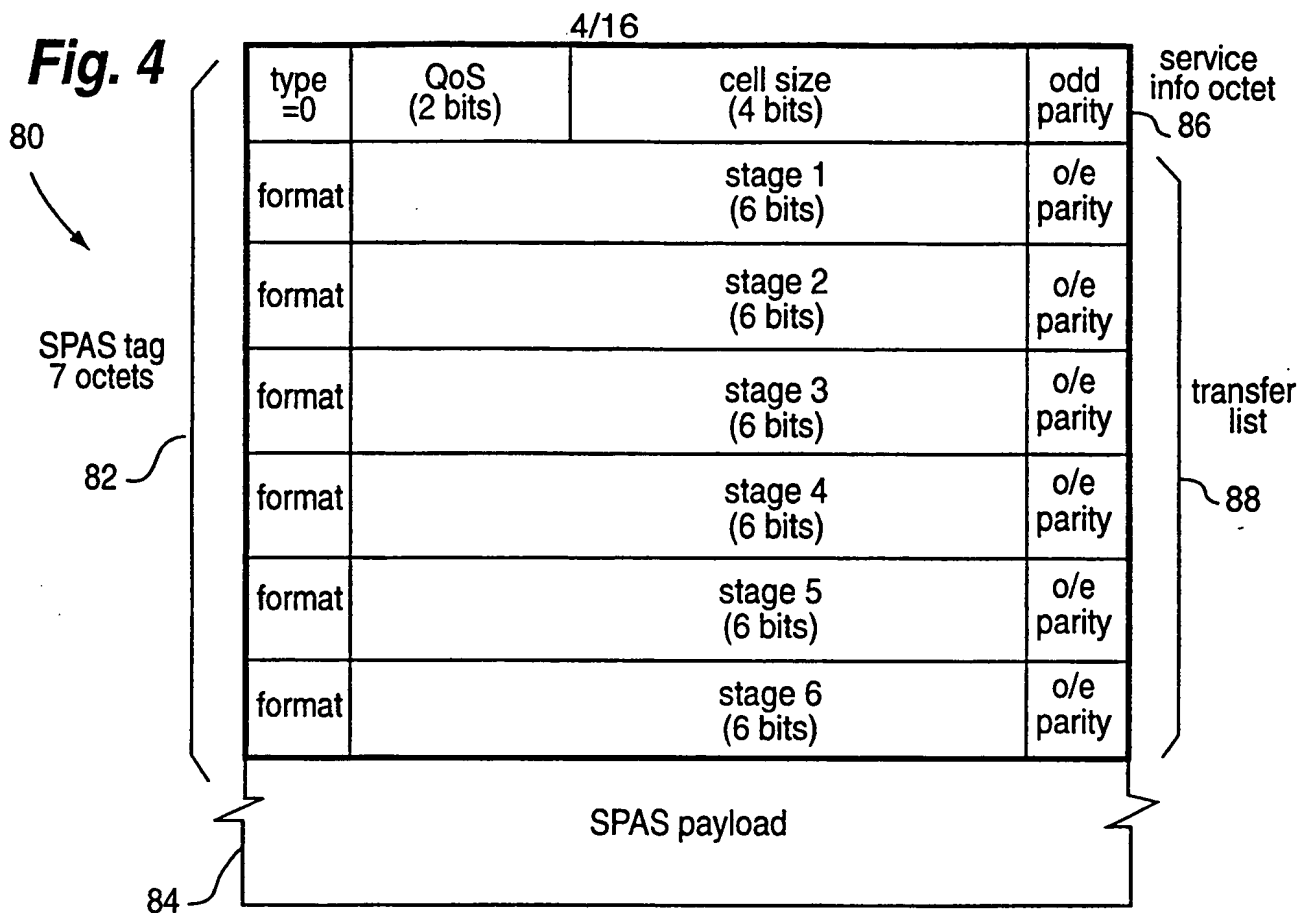 4/16
Fig. 4
80
type
=0
QoS
(2 bits)
cell size
(4 bits)
odd
parity
service
info octet
86
format
stage 1
(6 bits)
o/e
parity
format
stage 2
(6 bits)
o/e
parity
SPAS tag
7 octets
82
format
stage 3
(6 bits)
o/e
parity
transfer
list
88
format
stage 4
(6 bits)
o/e
parity
format
stage 5
(6 bits)
o/e
parity
format
stage 6
(6 bits)
o/e
parity
SPAS payload
84